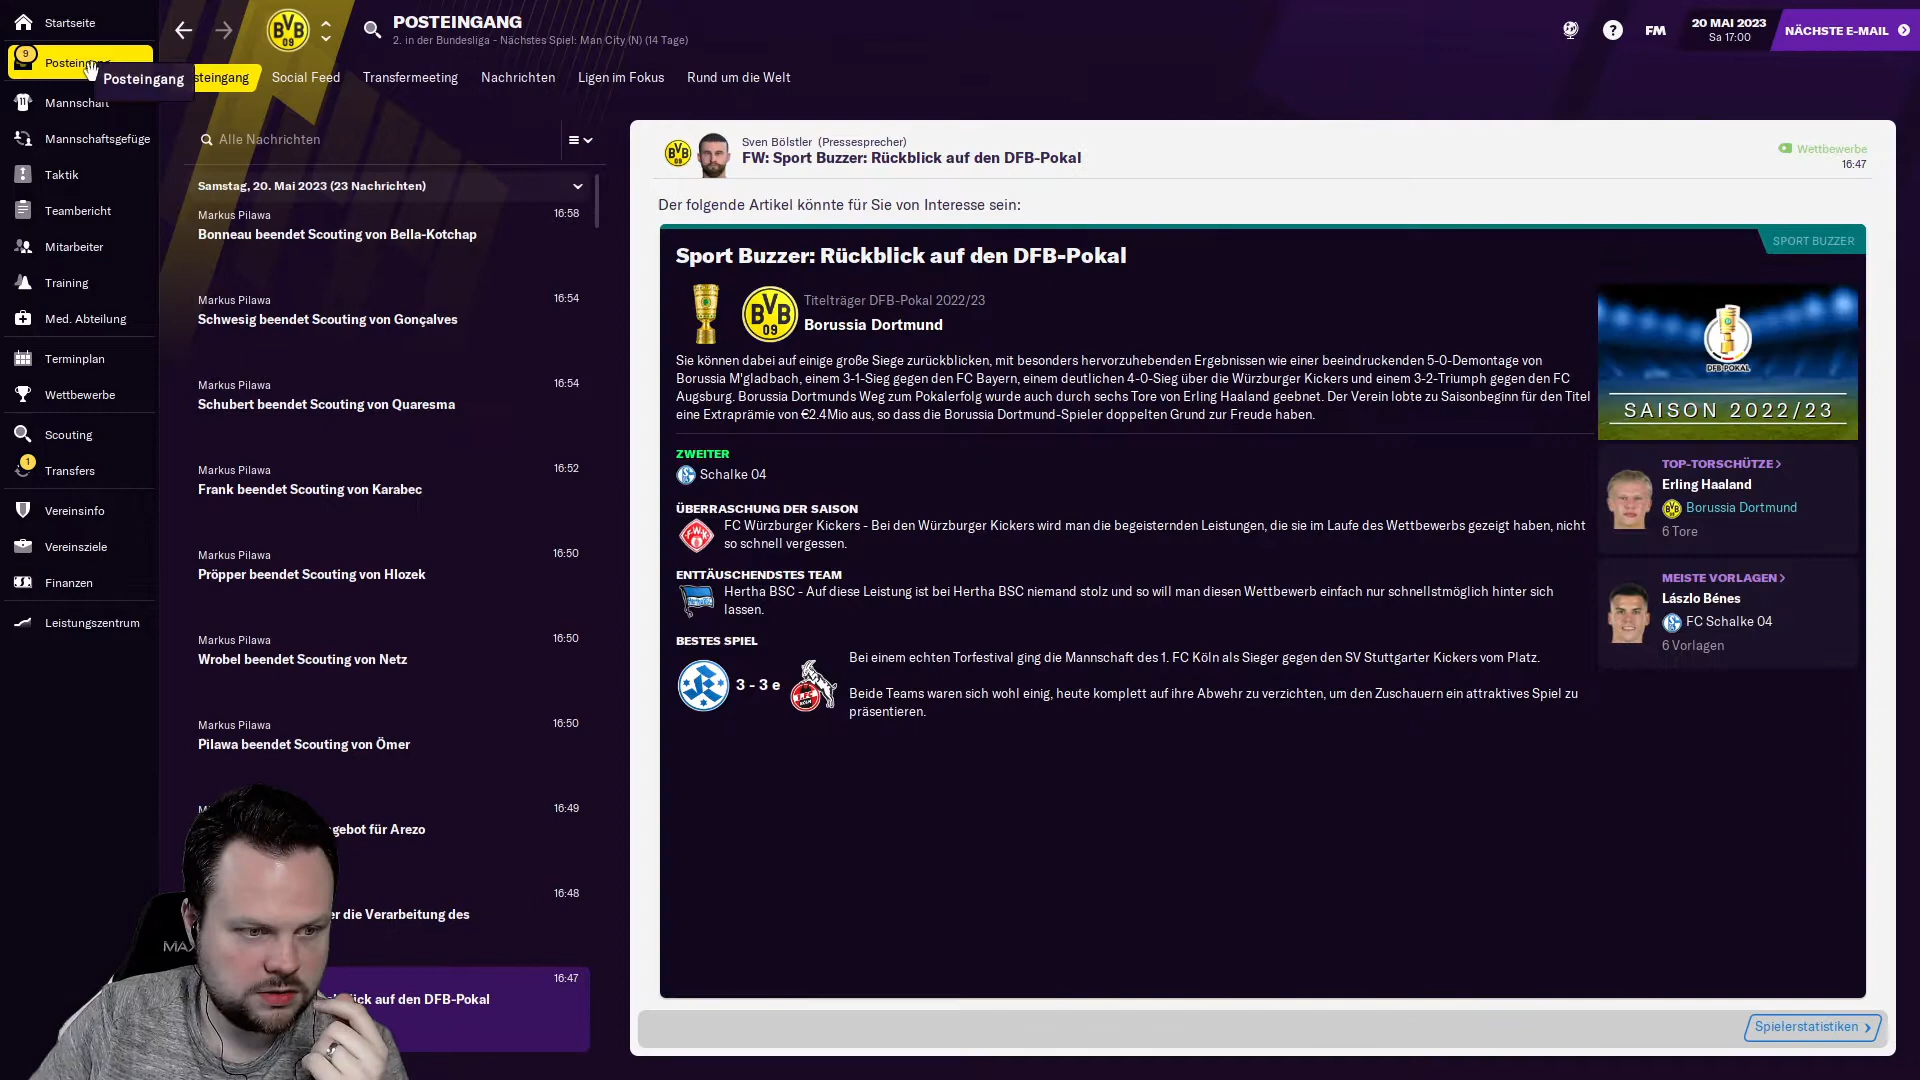 Startseite
9
Posteingang
Mannschaft
Mannschaftsgefüge
Taktik
Teambericht
Mitarbeiter
Training
Med. Abteilung
Terminplan
Wettbewerbe
Scouting
1
Transfers
Vereinsinfo
Vereinsziele
Finanzen
Leistungszentrum
POSTEINGANG
2. in der Bundesliga - Nächstes Spiel: Man City (N) (14 Tage)
?
FM
20 MAI 2023
Sa 17:00
NÄCHSTE E-MAIL
Posteingang
steingang
Social Feed
Transfermeeting
Nachrichten
Ligen im Fokus
Rund um die Welt
Alle Nachrichten
Samstag, 20. Mai 2023 (23 Nachrichten)
Markus Pilawa 16:58
Bonneau beendet Scouting von Bella-Kotchap
Markus Pilawa 16:54
Schwesig beendet Scouting von Gonçalves
Markus Pilawa 16:54
Schubert beendet Scouting von Quaresma
Markus Pilawa 16:52
Frank beendet Scouting von Karabec
Markus Pilawa 16:50
Pröpper beendet Scouting von Hlozek
Markus Pilawa 16:50
Wrobel beendet Scouting von Netz
Markus Pilawa 16:50
Pilawa beendet Scouting von Ömer
16:49
gebot für Arezo
16:48
er die Verarbeitung des
16:47
ick auf den DFB-Pokal
MAX
Sven Bölstler (Pressesprecher)
FW: Sport Buzzer: Rückblick auf den DFB-Pokal
Wettbewerbe
16:47
Der folgende Artikel könnte für Sie von Interesse sein:
SPORT BUZZER
Sport Buzzer: Rückblick auf den DFB-Pokal
BVB
09
Titelträger DFB-Pokal 2022/23
Borussia Dortmund
Sie können dabei auf einige große Siege zurückblicken, mit besonders hervorzuhebenden Ergebnissen wie einer beeindruckenden 5-0-Demontage von
Borussia M'gladbach, einem 3-1-Sieg gegen den FC Bayern, einem deutlichen 4-0-Sieg über die Würzburger Kickers und einem 3-2-Triumph gegen den FC
Augsburg. Borussia Dortmunds Weg zum Pokalerfolg wurde auch durch sechs Tore von Erling Haaland geebnet. Der Verein lobte zu Saisonbeginn für den Titel
eine Extraprämie von €2.4Mio aus, so dass die Borussia Dortmund-Spieler doppelten Grund zur Freude haben.
ZWEITER
Schalke 04
ÜBERRASCHUNG DER SAISON
FC Würzburger Kickers - Bei den Würzburger Kickers wird man die begeisternden Leistungen, die sie im Laufe des Wettbewerbs gezeigt haben, nicht
so schnell vergessen.
ENTTÄUSCHENDSTES TEAM
Hertha BSC - Auf diese Leistung ist bei Hertha BSC niemand stolz und so will man diesen Wettbewerb einfach nur schnellstmöglich hinter sich
lassen.
BESTES SPIEL
3 - 3 e
Bei einem echten Torfestival ging die Mannschaft des 1. FC Köln als Sieger gegen den SV Stuttgarter Kickers vom Platz.
Beide Teams waren sich wohl einig, heute komplett auf ihre Abwehr zu verzichten, um den Zuschauern ein attraktives Spiel zu
präsentieren.
DFB POKAL
SAISON 2022/23
TOP-TORSCHÜTZE
Erling Haaland
Borussia Dortmund
6 Tore
MEISTE VORLAGEN
László Bénes
FC Schalke 04
6 Vorlagen
Spielerstatistiken